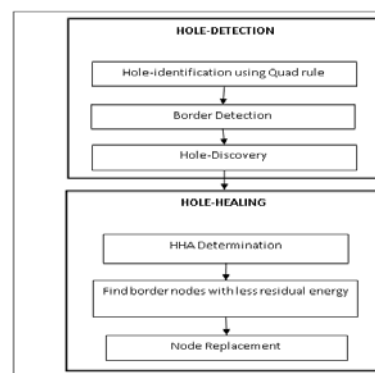 HOLE-DETECTION
Hole-identification using Quad rule
Border Detection
Hole-Discovery
HOLE-HEALING
HHA Determination
Find border nodes with less residual energy
Node Replacement